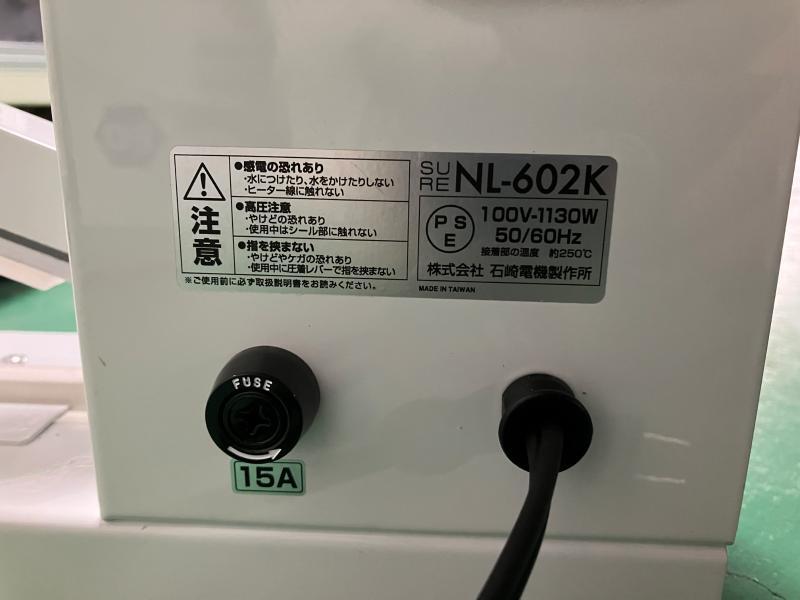 注意
●感電の恐れあり
・水につけたり、水をかけたりしない
・ヒーター線に触れない
●高圧注意
・やけどの恐れあり
・使用中はシール部に触れない
●指を挟まない
・やけどやケガの恐れあり
・使用中に圧着レバーで指を挟まない
※ご使用前に必ず取扱説明書をお読みください。
SURE NL-602K
PSE
100V-1130W
50/60Hz
接着部の温度 約250℃
株式会社 石崎電機製作所
MADE IN TAIWAN
FUSE
15A